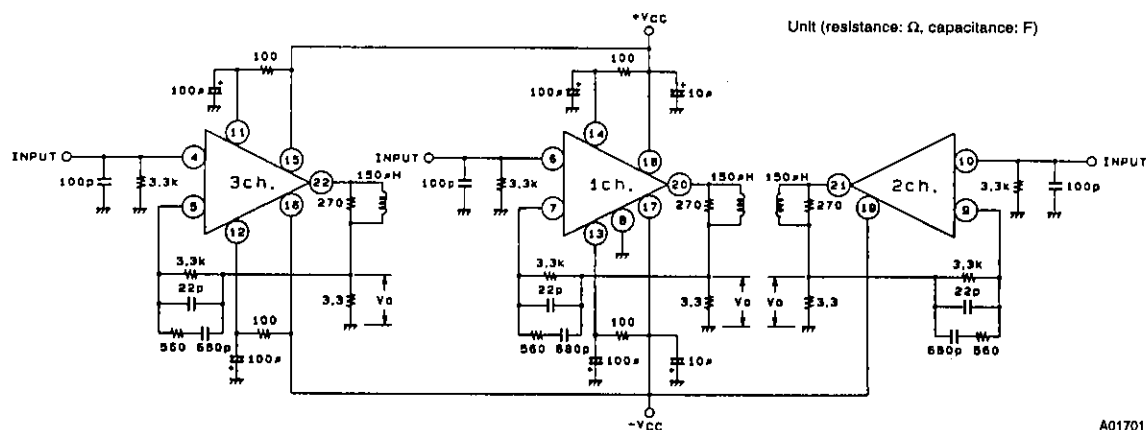 +VCC
Unit (resistance: Ω, capacitance: F)
100
100
100μ
100μ
10μ
11
14
15
18
INPUT
4
INPUT
6
10
INPUT
100p
3.3k
3ch.
22
150μH
100p
3.3k
1ch.
20
150μH
150μH
21
2ch.
3.3k
100p
5
16
270
7
8
17
270
270
19
9
12
13
3.3k
3.3k
3.3k
22p
3.3
Vo
22p
3.3
Vo
Vo
3.3
22p
100
100
560
680p
100μ
560
680p
100μ
10μ
680p
560
-VCC
A01701